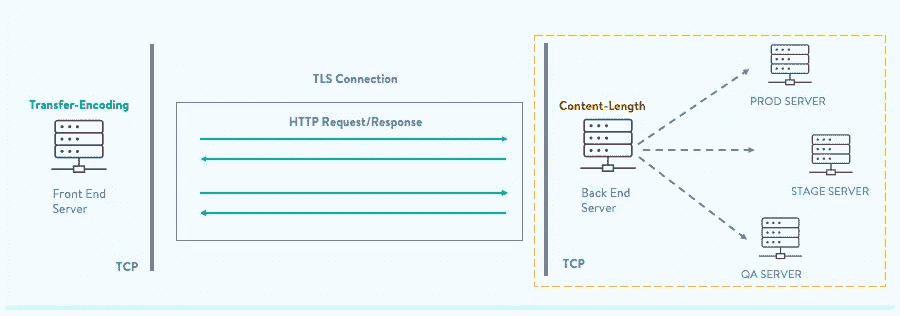 TLS Connection
Transfer-Encoding
HTTP Request/Response
Front End
Server
TCP
Content-Length
Back End
Server
TCP
PROD SERVER
STAGE SERVER
QA SERVER